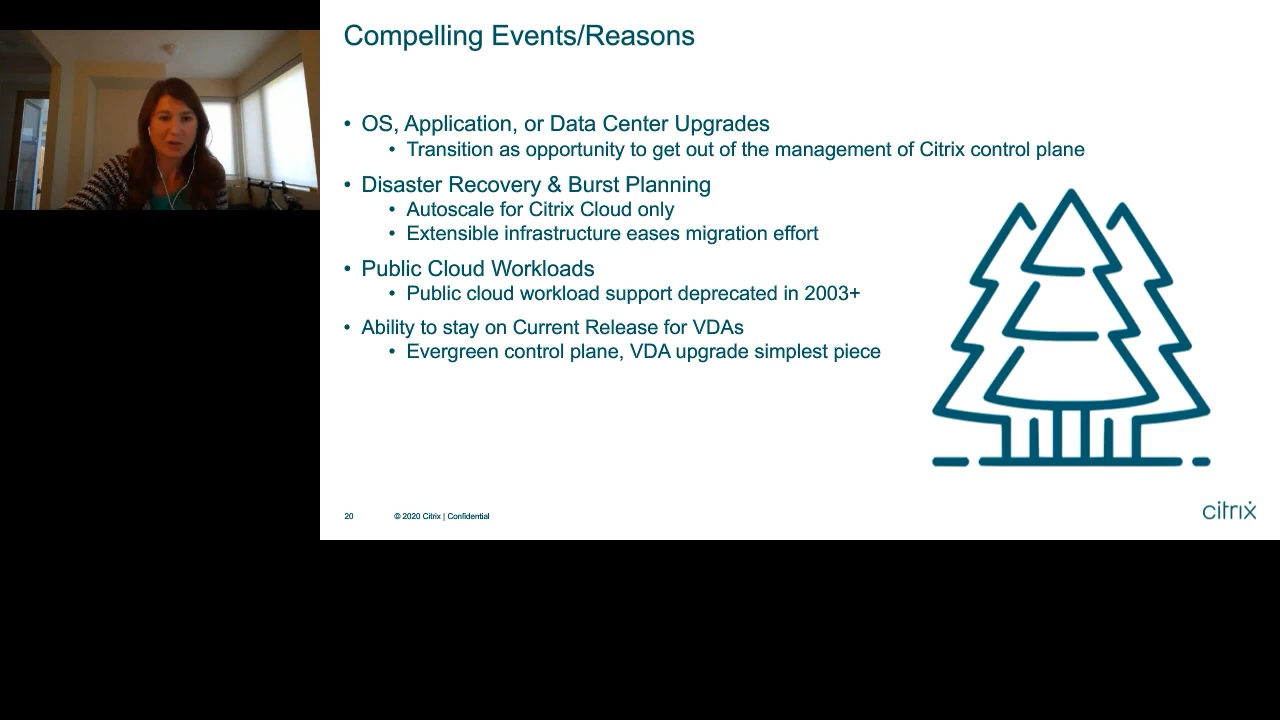 Compelling Events/Reasons
• OS, Application, or Data Center Upgrades
• Transition as opportunity to get out of the management of Citrix control plane
• Disaster Recovery & Burst Planning
• Autoscale for Citrix Cloud only
• Extensible infrastructure eases migration effort
• Public Cloud Workloads
• Public cloud workload support deprecated in 2003+
• Ability to stay on Current Release for VDAs
• Evergreen control plane, VDA upgrade simplest piece
20 © 2020 Citrix | Confidential
citrix